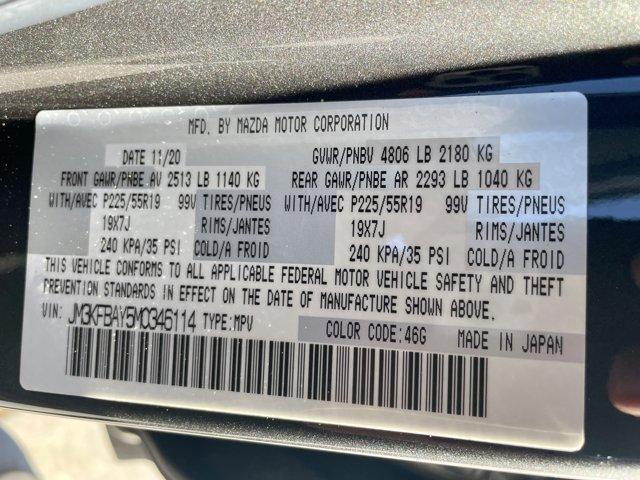 MFD. BY MAZDA MOTOR CORPORATION
DATE 11/20 GVWR/PNBV 4806 LB 2180 KG
FRONT GAWR/PNBE AV 2513 LB 1140 KG REAR GAWR/PNBE AR 2293 LB 1040 KG
WITH/AVEC P225/55R19 99V TIRES/PNEUS WITH/AVEC P225/55R19 99V TIRES/PNEUS
19X7J RIMS/JANTES 19X7J RIMS/JANTES
240 KPA/35 PSI COLD/A FROID 240 KPA/35 PSI COLD/A FROID
THIS VEHICLE CONFORMS TO ALL APPLICABLE FEDERAL MOTOR VEHICLE SAFETY AND THEFT
PREVENTION STANDARDS IN EFFECT ON THE DATE OF MANUFACTURE SHOWN ABOVE.
VIN: JM3KFBAY5M0346114 TYPE:MPV COLOR CODE:46G MADE IN JAPAN